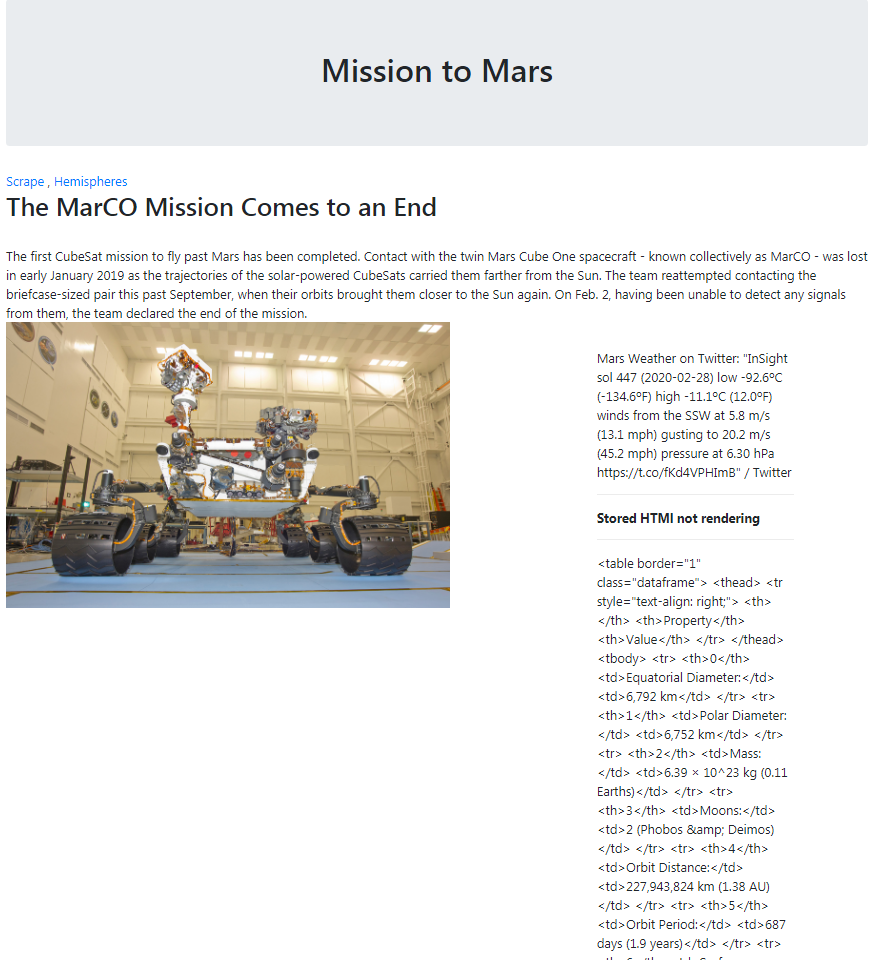 Mission to Mars
Scrape , Hemispheres
The MarCO Mission Comes to an End
The first CubeSat mission to fly past Mars has been completed. Contact with the twin Mars Cube One spacecraft - known collectively as MarCO - was lost
in early January 2019 as the trajectories of the solar-powered CubeSats carried them farther from the Sun. The team reattempted contacting the
briefcase-sized pair this past September, when their orbits brought them closer to the Sun again. On Feb. 2, having been unable to detect any signals
from them, the team declared the end of the mission.
Mars Weather on Twitter: "InSight
sol 447 (2020-02-28) low -92.6ºC
(-134.6ºF) high -11.1ºC (12.0ºF)
winds from the SSW at 5.8 m/s
(13.1 mph) gusting to 20.2 m/s
(45.2 mph) pressure at 6.30 hPa
https://t.co/fKd4VPHImB" / Twitter
Stored HTMl not rendering
<table border="1"
class="dataframe"> <thead> <tr
style="text-align: right;"> <th>
</th> <th>Property</th>
<th>Value</th> </tr> </thead>
<tbody> <tr> <th>0</th>
<td>Equatorial Diameter:</td>
<td>6,792 km</td> </tr> <tr>
<th>1</th> <td>Polar Diameter:
</td> <td>6,752 km</td> </tr>
<tr> <th>2</th> <td>Mass:
</td> <td>6.39 × 10^23 kg (0.11
Earths)</td> </tr> <tr>
<th>3</th> <td>Moons:</td>
<td>2 (Phobos &amp; Deimos)
</td> </tr> <tr> <th>4</th>
<td>Orbit Distance:</td>
<td>227,943,824 km (1.38 AU)
</td> </tr> <tr> <th>5</th>
<td>Orbit Period:</td> <td>687
days (1.9 years)</td> </tr> <tr>